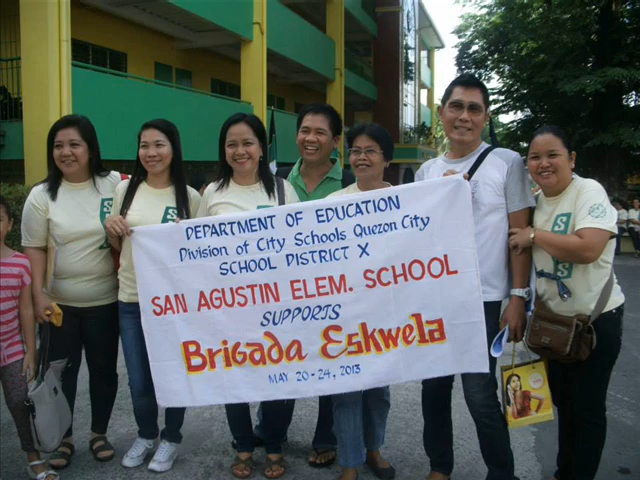 DEPARTMENT OF EDUCATION
Division of City Schools Quezon City
SCHOOL DISTRICT X
SAN AGUSTIN ELEM. SCHOOL
SUPPORTS
Brigada Eskwela
MAY 20-24, 2013